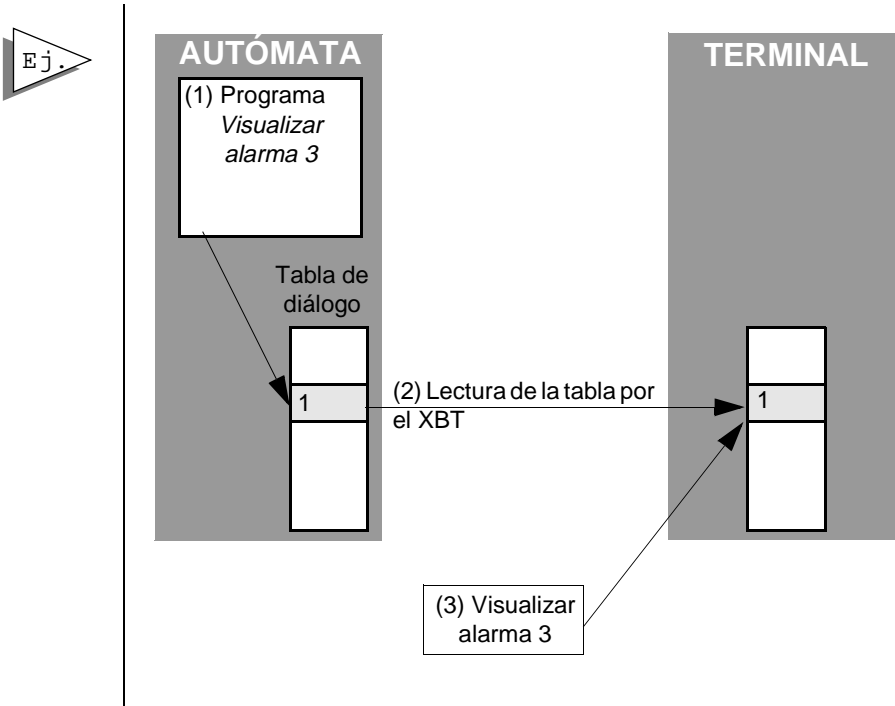 Ej.
AUTÓMATA
(1) Programa
Visualizar
alarma 3
Tabla de
diálogo
1
(2) Lectura de la tabla por
el XBT
TERMINAL
1
(3) Visualizar
alarma 3